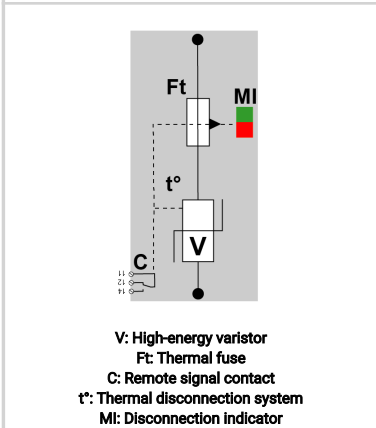 Ft
MI
t°
V
C
11
12
14
V: High-energy varistor
Ft: Thermal fuse
C: Remote signal contact
t°: Thermal disconnection system
MI: Disconnection indicator